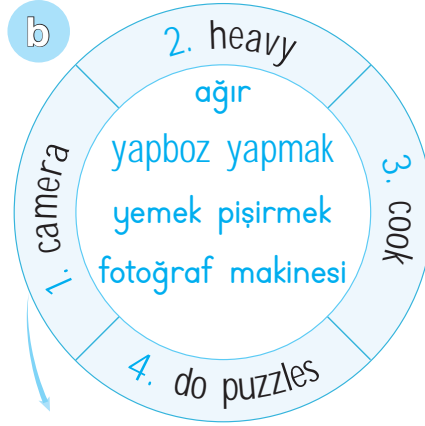 b
1. camera
2. heavy
3. cook
4. do puzzles
ağır
yapboz yapmak
yemek pişirmek
fotoğraf makinesi